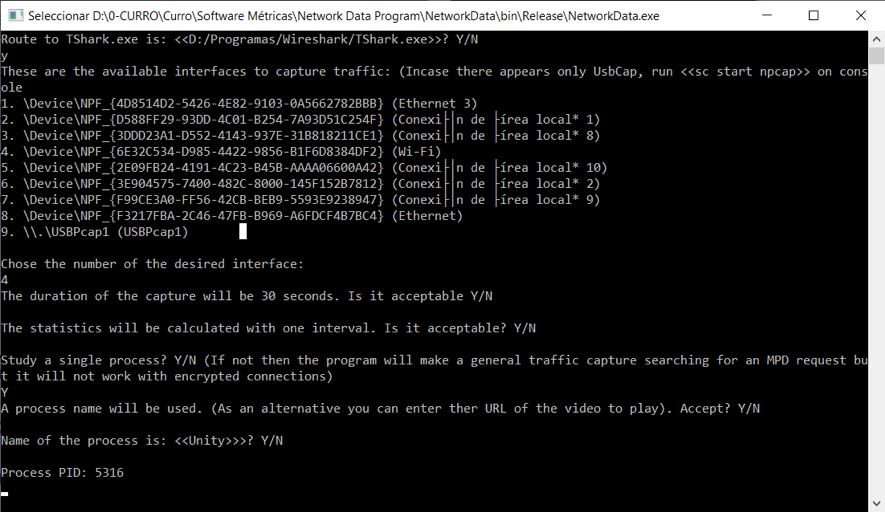 Seleccionar D:\0-CURRO\Curro\Software Métricas\Network Data Program\NetworkData\bin\Release\NetworkData.exe
Route to TShark.exe is: <<D:/Programas/Wireshark/TShark.exe>>? Y/N
y
These are the available interfaces to capture traffic: (Incase there appears only UsbCap, run <<sc start npcap>> on cons
ole
1. \Device\NPF_{4D8514D2-5426-4E82-9103-0A5662782BBB} (Ethernet 3)
2. \Device\NPF_{D588FF29-93DD-4C01-B254-7A93D51C254F} (Conexi├│n de ├írea local* 1)
3. \Device\NPF_{3DDD23A1-D552-4143-937E-31B818211CE1} (Conexi├│n de ├írea local* 8)
4. \Device\NPF_{6E32C534-D985-4422-9856-B1F6D8384DF2} (Wi-Fi)
5. \Device\NPF_{2E09FB24-4191-4C23-B45B-AAAA06600A42} (Conexi├│n de ├írea local* 10)
6. \Device\NPF_{3E904575-7400-482C-8000-145F152B7812} (Conexi├│n de ├írea local* 2)
7. \Device\NPF_{F99CE3A0-FF56-42CB-BEB9-5593E9238947} (Conexi├│n de ├írea local* 9)
8. \Device\NPF_{F3217FBA-2C46-47FB-B969-A6FDCF4B7BC4} (Ethernet)
9. \\.\USBPcap1 (USBPcap1)
Chose the number of the desired interface:
4
The duration of the capture will be 30 seconds. Is it acceptable Y/N
The statistics will be calculated with one interval. Is it acceptable? Y/N
Study a single process? Y/N (If not then the program will make a general traffic capture searching for an MPD request bu
t it will not work with encrypted connections)
Y
A process name will be used. (As an alternative you can enter ther URL of the video to play). Accept? Y/N
Name of the process is: <<Unity>>>? Y/N
Process PID: 5316